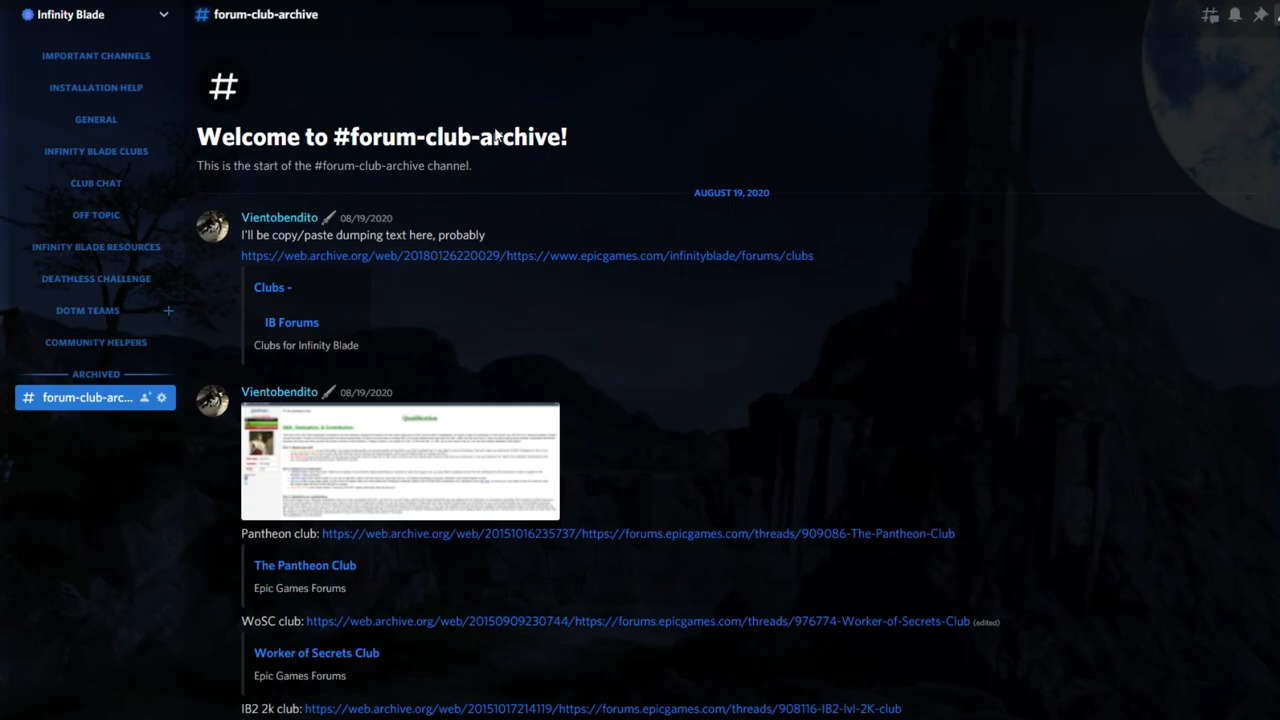 Infinity Blade
# forum-club-archive
IMPORTANT CHANNELS
INSTALLATION HELP
GENERAL
INFINITY BLADE CLUBS
CLUB CHAT
OFF TOPIC
INFINITY BLADE RESOURCES
DEATHLESS CHALLENGE
DOTM TEAMS +
COMMUNITY HELPERS
ARCHIVED
# forum-club-arc...
#
Welcome to #forum-club-archive!
This is the start of the #forum-club-archive channel.
AUGUST 19, 2020
Vientobendito 08/19/2020
I'll be copy/paste dumping text here, probably
https://web.archive.org/web/20180126220029/https://www.epicgames.com/infinityblade/forums/clubs
Clubs -
IB Forums
Clubs for Infinity Blade
Vientobendito 08/19/2020
Qualification
Pantheon club: https://web.archive.org/web/20151016235737/https://forums.epicgames.com/threads/909086-The-Pantheon-Club
The Pantheon Club
Epic Games Forums
WoSC club: https://web.archive.org/web/20150909230744/https://forums.epicgames.com/threads/976774-Worker-of-Secrets-Club (edited)
Worker of Secrets Club
Epic Games Forums
IB2 2k club: https://web.archive.org/web/20151017214119/https://forums.epicgames.com/threads/908116-IB2-lvl-2K-club